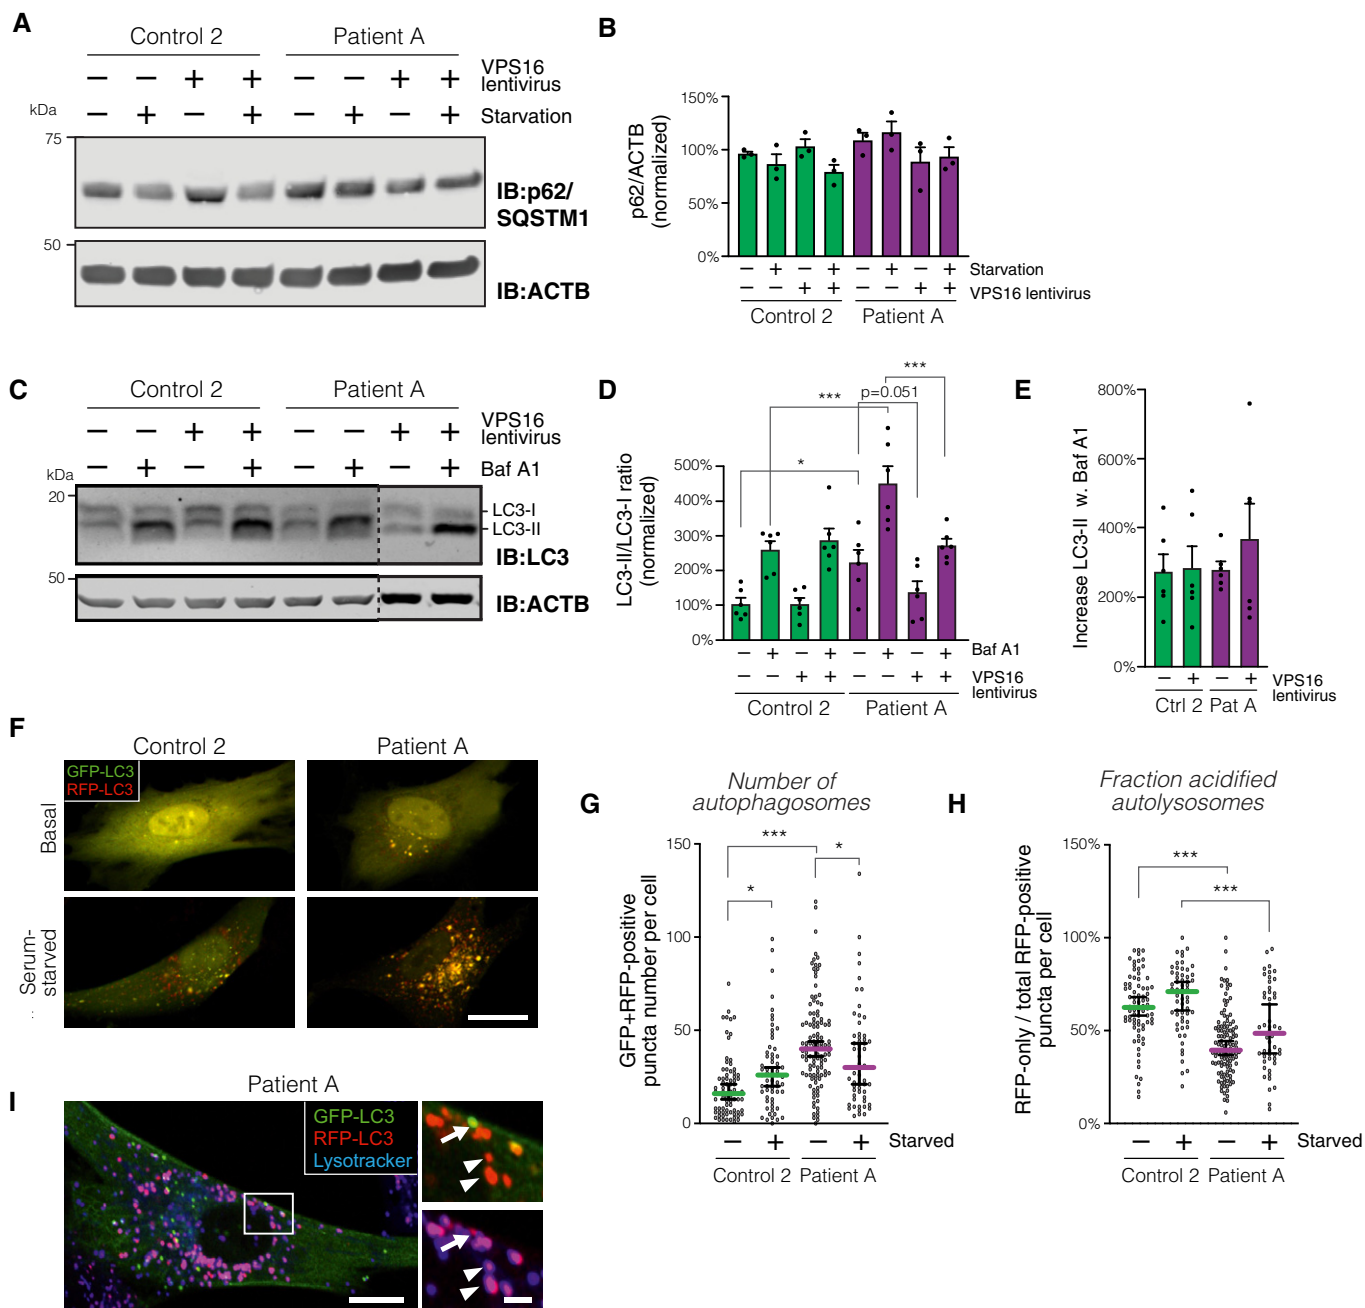 A
Control 2 Patient A
− − + + − − + + VPS16 lentivirus
− + − + − + − + Starvation
kDa
75
IB:p62/
SQSTM1
50
IB:ACTB
B
p62/ACTB
(normalized)
150%
100%
50%
0%
− + − + − + − + Starvation
− − + + − − + + VPS16 lentivirus
Control 2 Patient A
C
Control 2 Patient A
− − + + − − + + VPS16
lentivirus
− + − + − + − + Baf A1
kDa
20
LC3-I
LC3-II
IB:LC3
50
IB:ACTB
D
LC3-II/LC3-I ratio
(normalized)
***
p=0.051
***
*
500%
400%
300%
200%
100%
0%
− + − + − + − + Baf A1
− − + + − − + + VPS16
lentivirus
Control 2 Patient A
E
Increase LC3-II w. Baf A1
800%
600%
400%
200%
0%
− + − + VPS16
lentivirus
Ctrl 2 Pat A
F
Control 2 Patient A
GFP-LC3
RFP-LC3
Basal
Serum-
starved
..
G
Number of
autophagosomes
GFP+RFP-positive
puncta number per cell
150
100
50
0
***
*
*
− + − + Starved
Control 2 Patient A
H
Fraction acidified
autolysosomes
RFP-only / total RFP-positive
puncta per cell
150%
100%
50%
0%
***
***
− + − + Starved
Control 2 Patient A
I
Patient A
GFP-LC3
RFP-LC3
Lysotracker